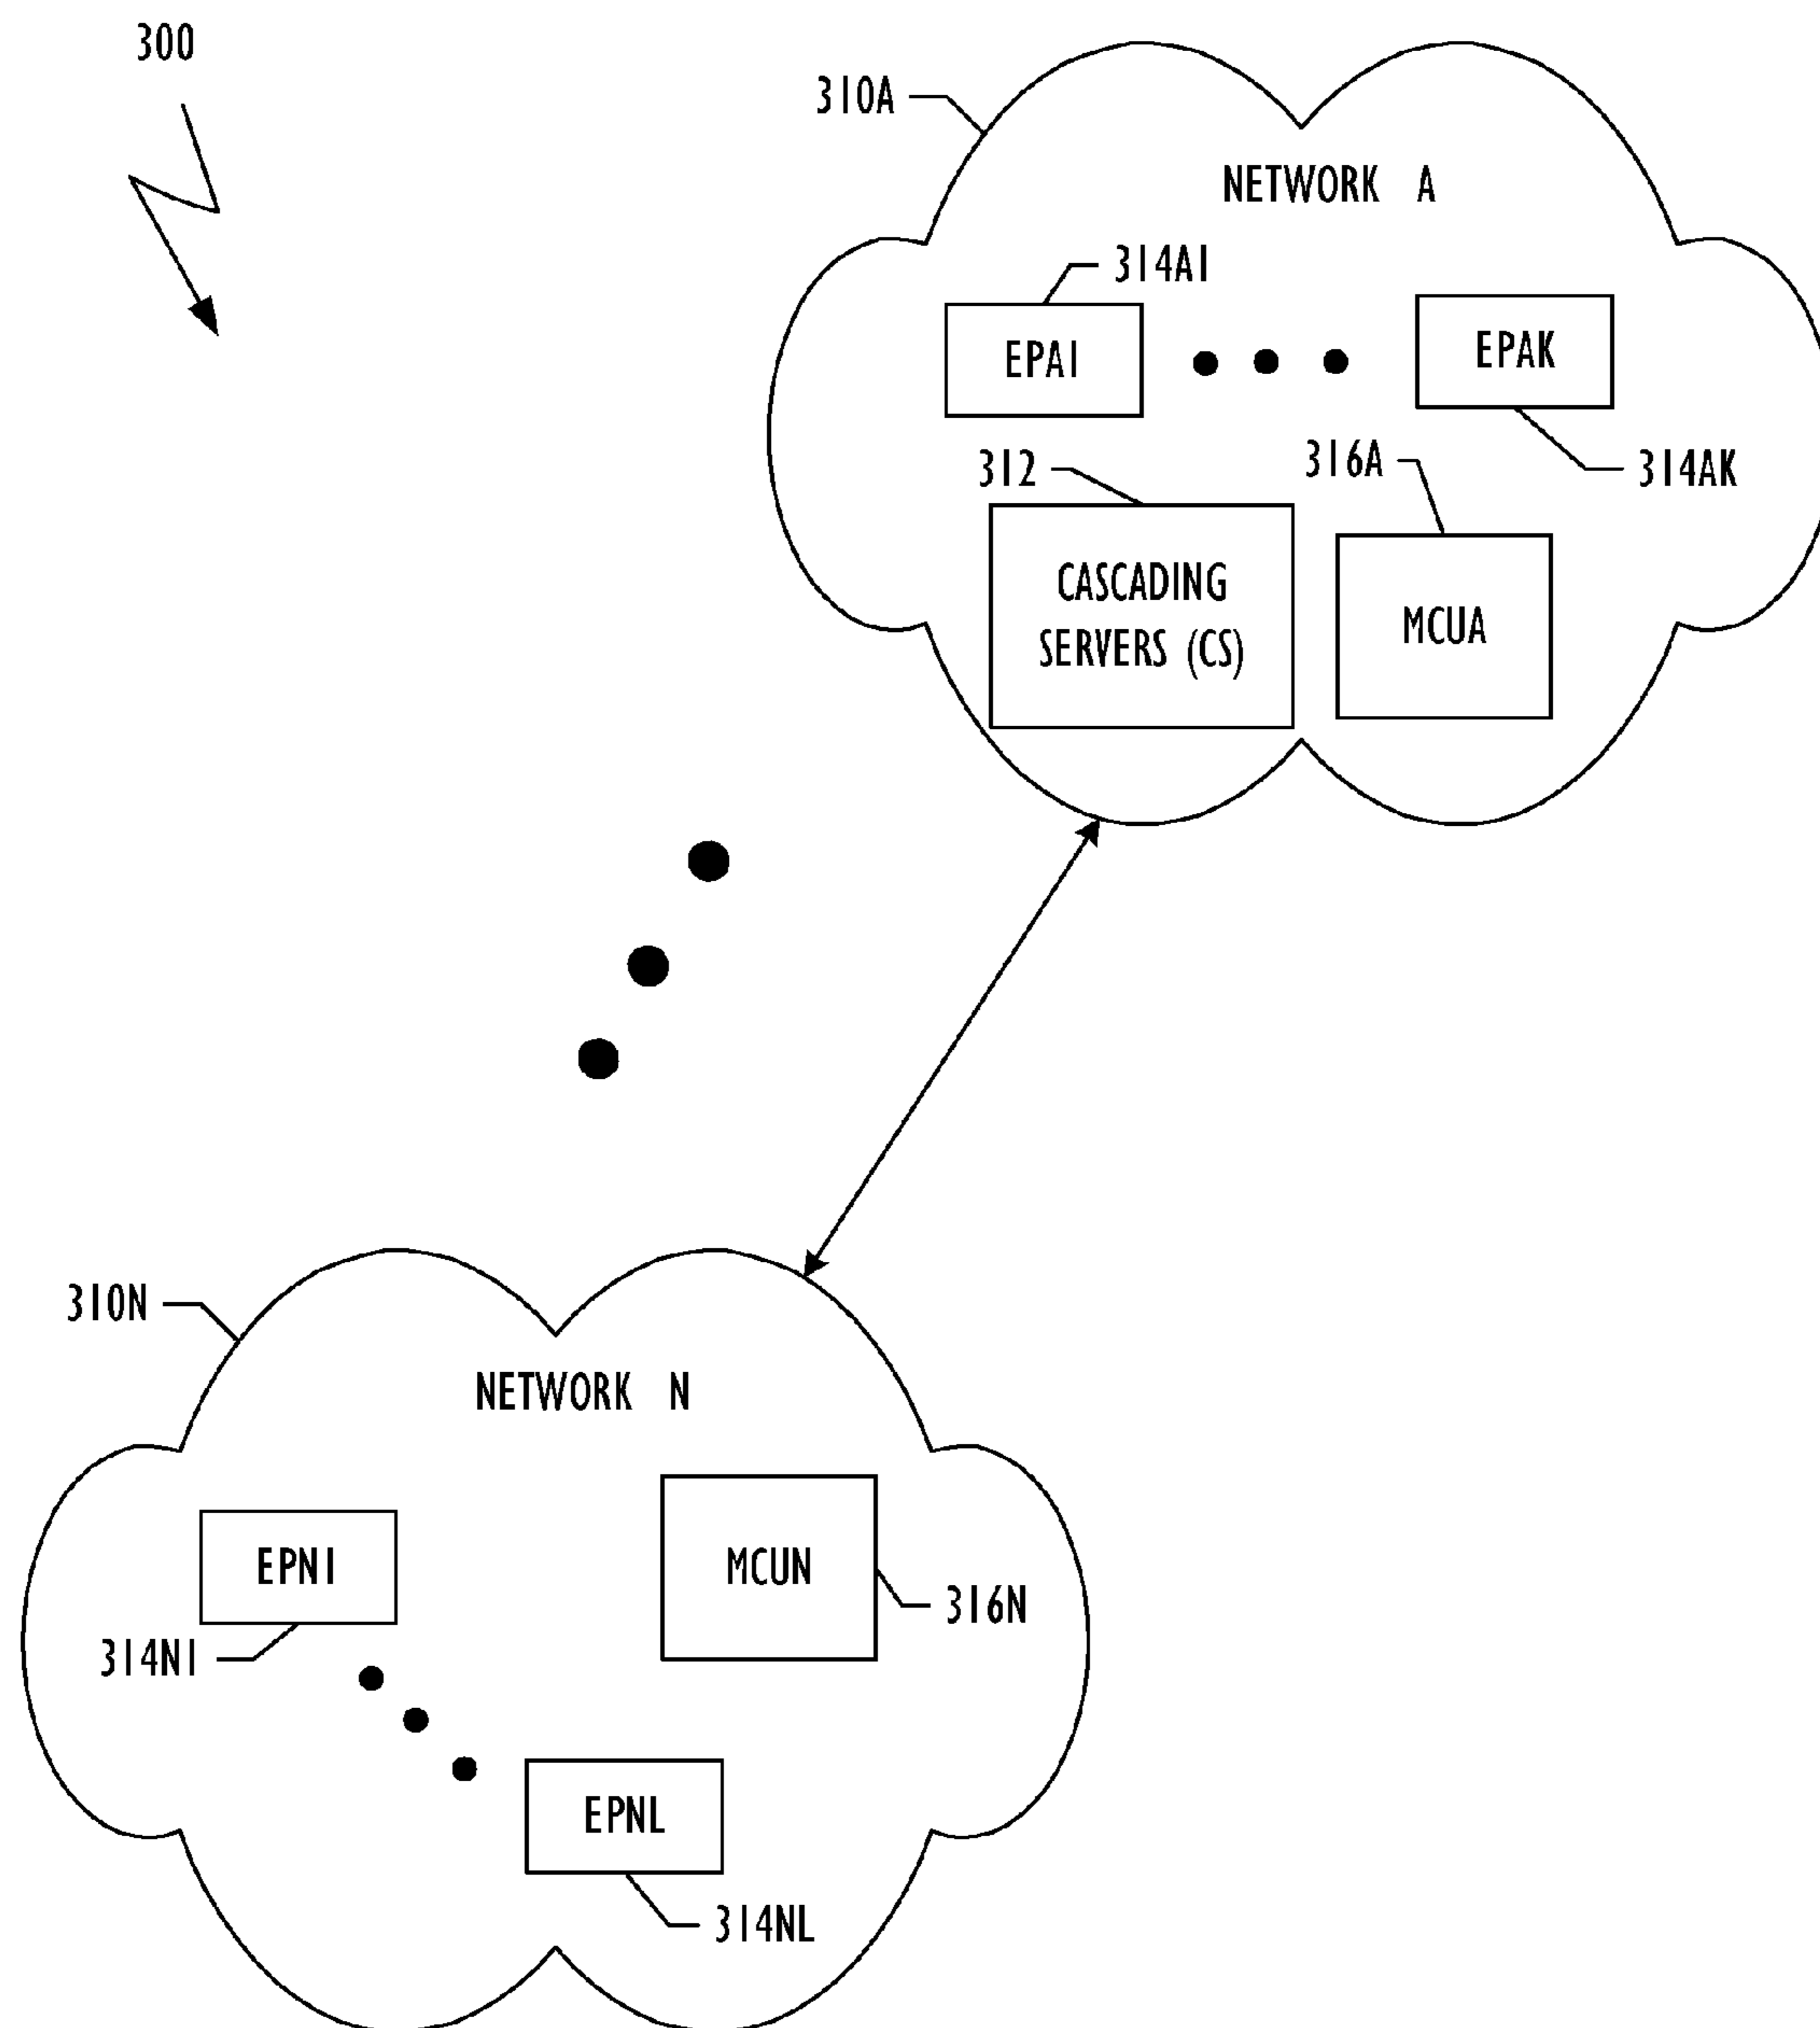 300
310A
NETWORK A
314A1
EPA1
EPAK
312
316A
314AK
CASCADING
SERVERS (CS)
MCUA
310N
NETWORK N
EPN1
MCUN
316N
314N1
EPNL
314NL